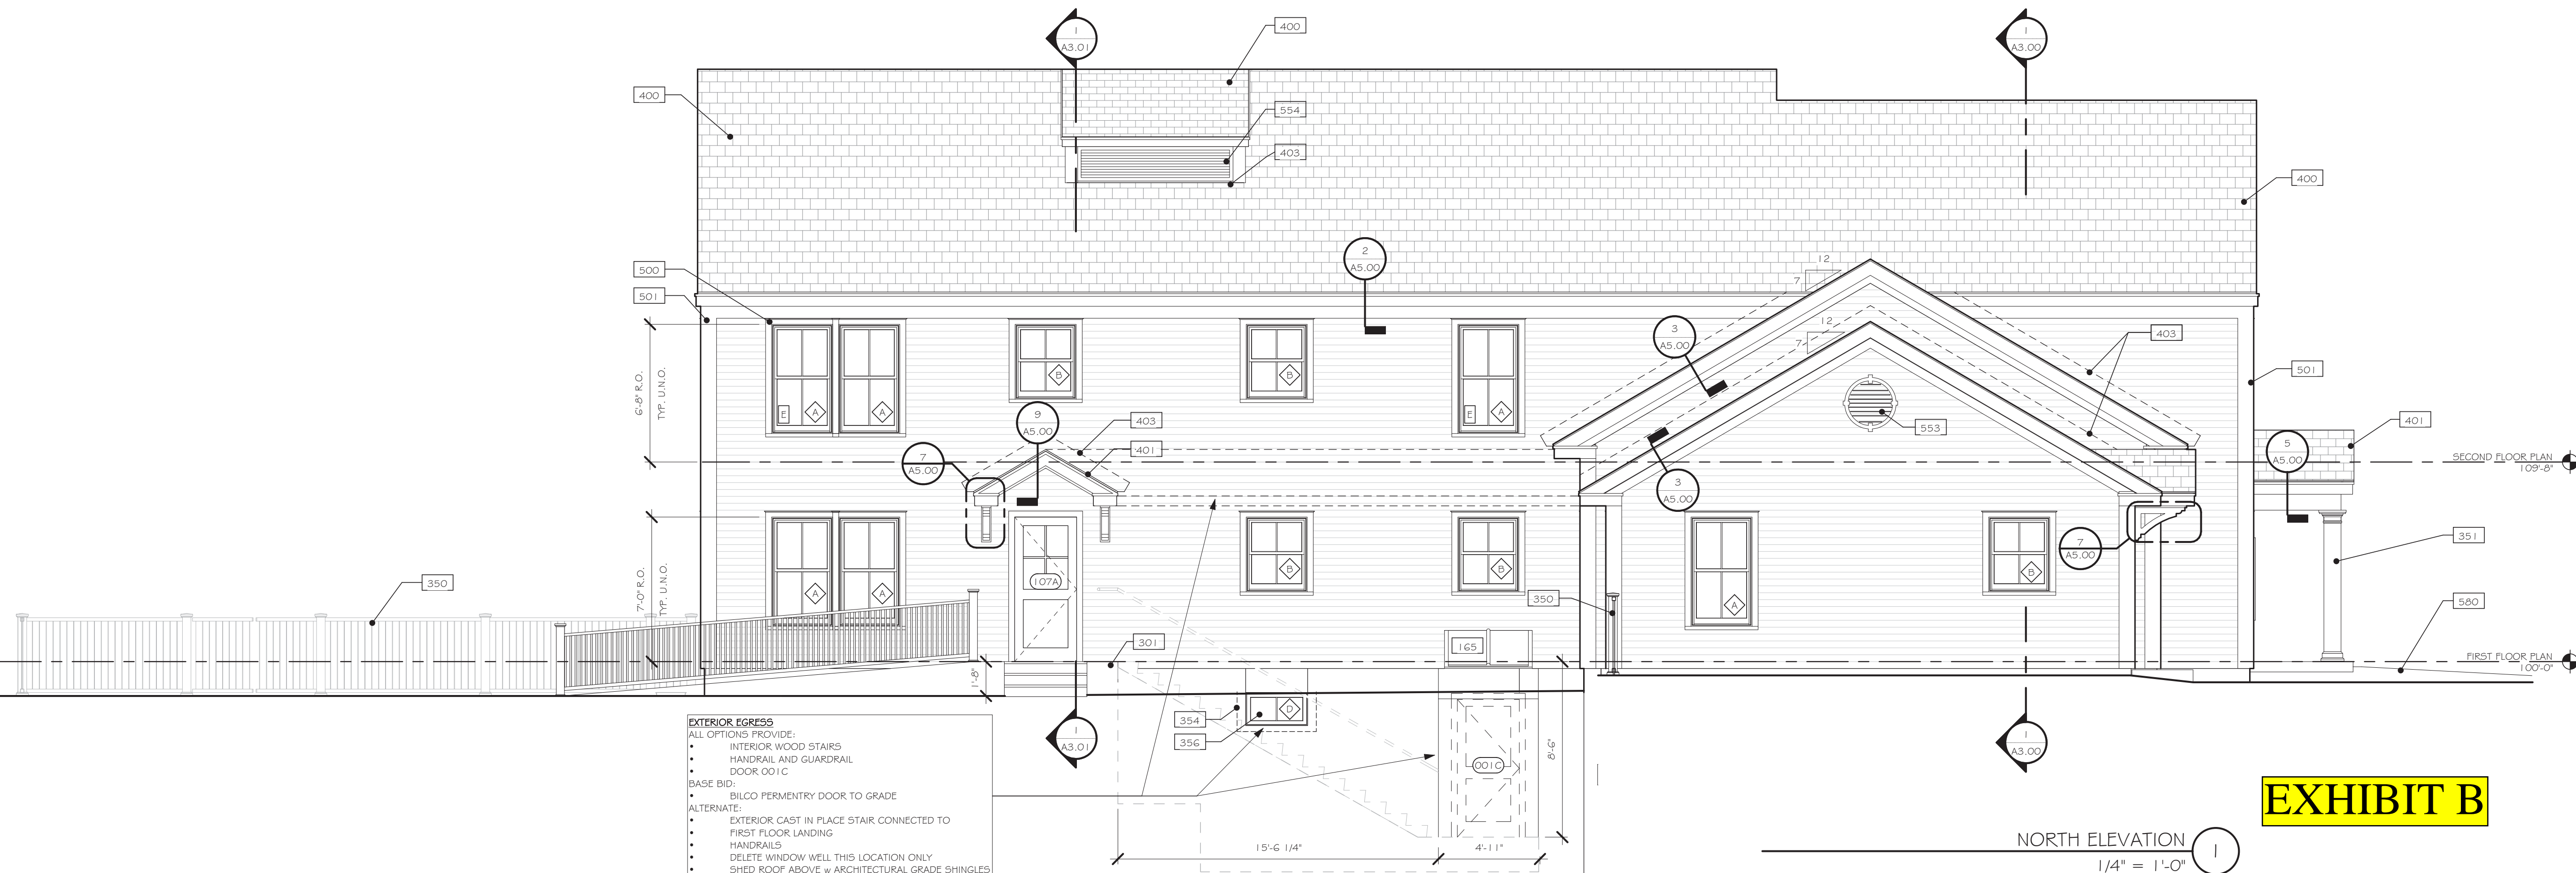 1
A3.01
400
1
A3.00
400
554
403
400
500
501
2
A5.00
12
7
3
A5.00
12
7
403
501
6'-8" R.O.
TYP. U.N.O.
E
A
A
B
B
E
A
9
A5.00
403
401
7
A5.00
553
401
5
A5.00
SECOND FLOOR PLAN
109'-8"
3
A5.00
351
7
A5.00
350
7'-0" R.O.
TYP. U.N.O.
A
A
107A
B
B
350
A
B
580
301
165
FIRST FLOOR PLAN
100'-0"
1'-8"
354
356
D
1
A3.01
001C
8'-6"
1
A3.00
EXTERIOR EGRESS
ALL OPTIONS PROVIDE:
• INTERIOR WOOD STAIRS
• HANDRAIL AND GUARDRAIL
• DOOR 001C
BASE BID:
• BILCO PERMENTRY DOOR TO GRADE
ALTERNATE:
• EXTERIOR CAST IN PLACE STAIR CONNECTED TO
• FIRST FLOOR LANDING
• HANDRAILS
• DELETE WINDOW WELL THIS LOCATION ONLY
• SHED ROOF ABOVE w ARCHITECTURAL GRADE SHINGLES
15'-6 1/4"
4'-11"
EXHIBIT B
NORTH ELEVATION
1
1/4" = 1'-0"